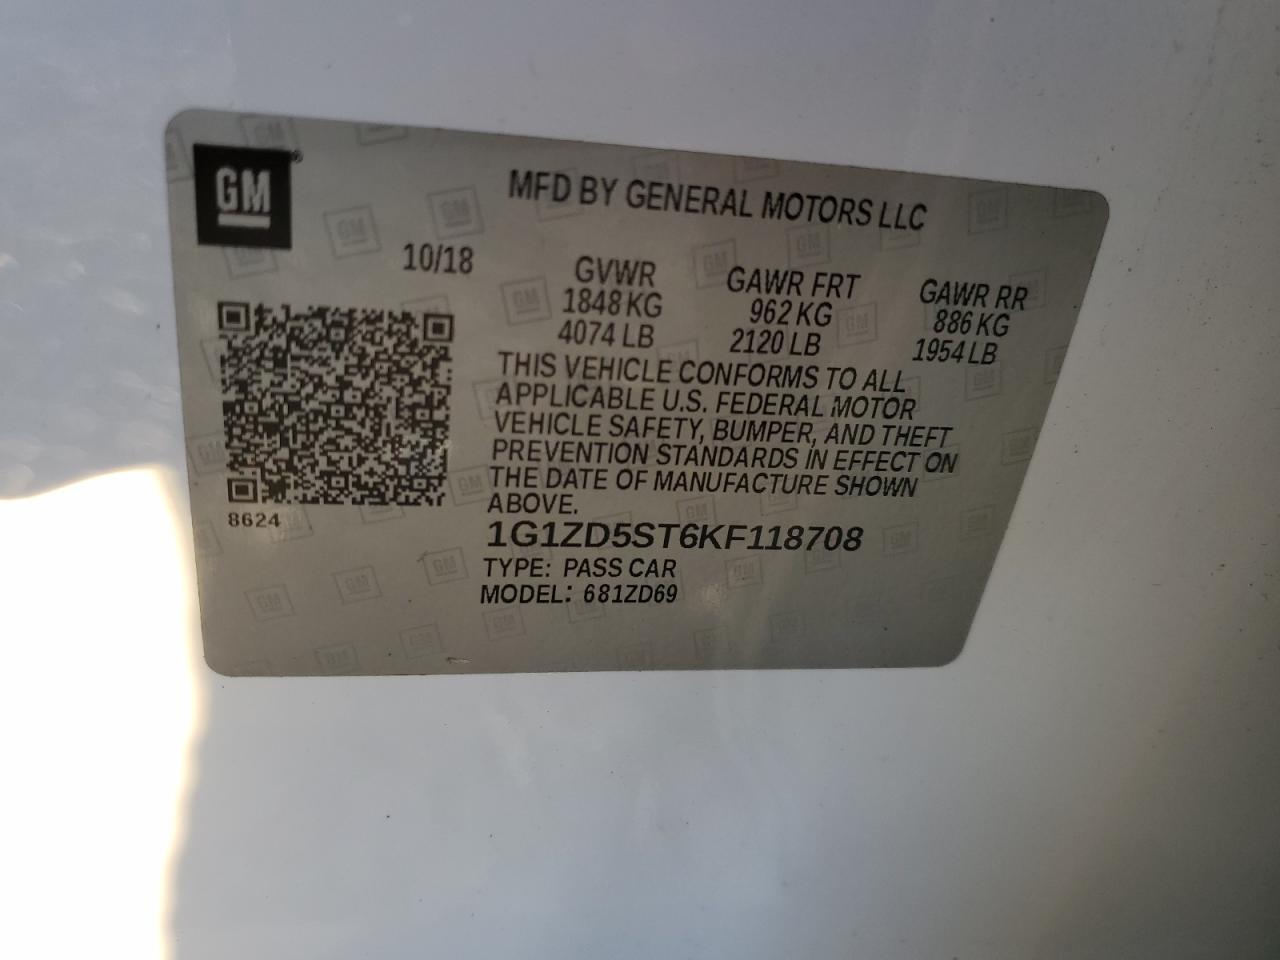 GM
MFD BY GENERAL MOTORS LLC
10/18
GVWR
1848 KG
4074 LB
GAWR FRT
962 KG
2120 LB
GAWR RR
886 KG
1954 LB
THIS VEHICLE CONFORMS TO ALL
APPLICABLE U.S. FEDERAL MOTOR
VEHICLE SAFETY, BUMPER, AND THEFT
PREVENTION STANDARDS IN EFFECT ON
THE DATE OF MANUFACTURE SHOWN
ABOVE.
8624
1G1ZD5ST6KF118708
TYPE: PASS CAR
MODEL: 681ZD69